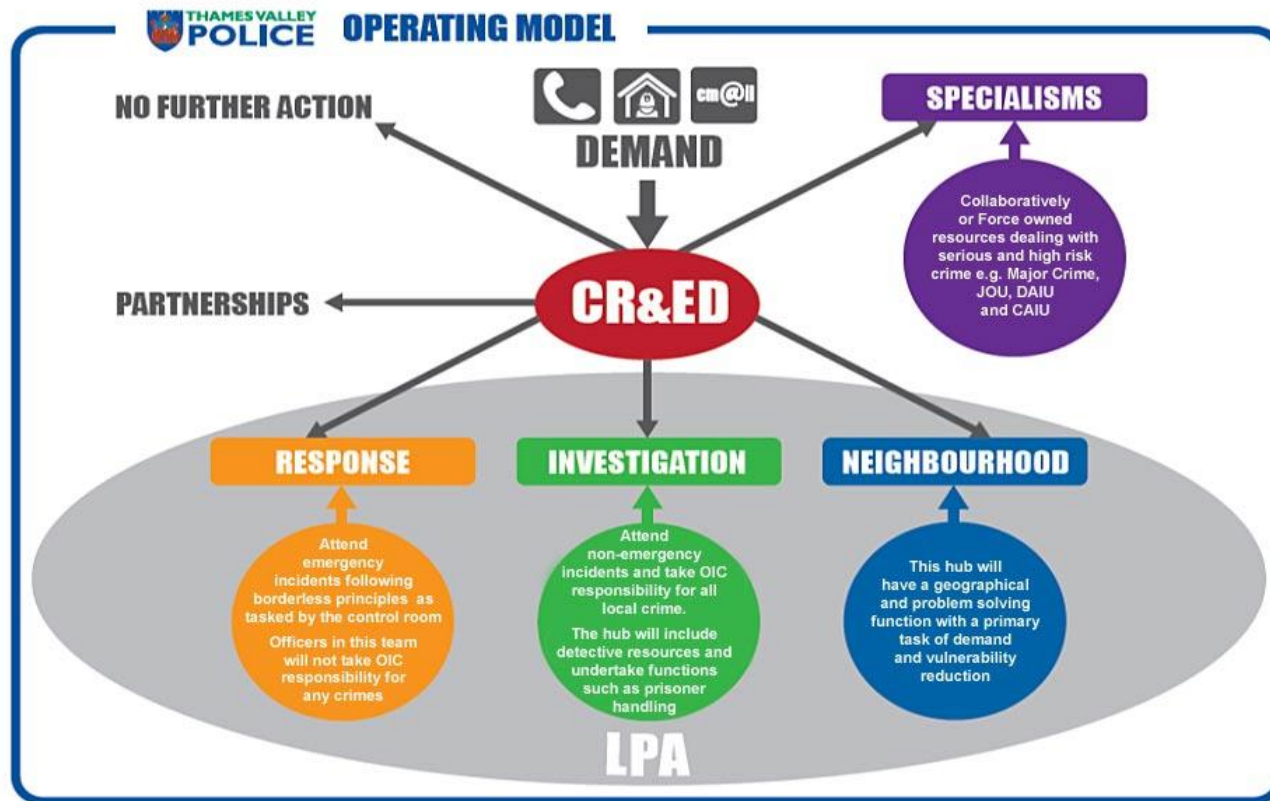 THAMES VALLEY
POLICE
OPERATING MODEL
NO FURTHER ACTION
cm@il
DEMAND
SPECIALISMS
Collaboratively
or Force owned
resources dealing with
serious and high risk
crime e.g. Major Crime,
JOU, DAIU
and CAIU
PARTNERSHIPS
CR&ED
RESPONSE
Attend
emergency
incidents following
borderless principles as
tasked by the control room
Officers in this team
will not take OIC
responsibility for
any crimes
INVESTIGATION
Attend
non-emergency
incidents and take OIC
responsibility for all
local crime.
The hub will include
detective resources and
undertake functions
such as prisoner
handling
NEIGHBOURHOOD
This hub will
have a geographical
and problem solving
function with a primary
task of demand
and vulnerability
reduction
LPA